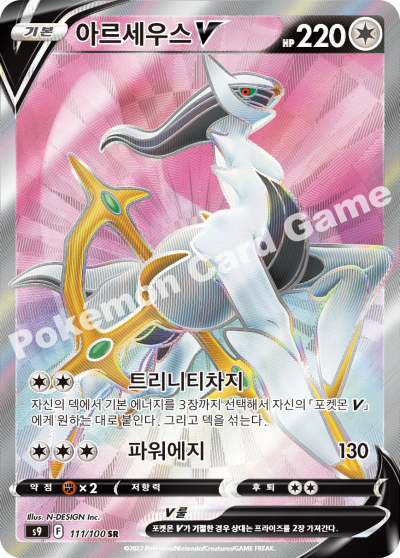 기본 아르세우스 V HP 220
Pokemon Card Game
트리니티차지
자신의 덱에서 기본 에너지를 3장까지 선택해서 자신의 「포켓몬 V」
에게 원하는 대로 붙인다. 그리고 덱을 섞는다.
파워에지 130
약점 ×2 저항력 후퇴
Illus. N-DESIGN Inc.
s9 F 111/100 SR
V 룰
포켓몬 V가 기절한 경우 상대는 프라이즈를 2장 가져간다.
©2022 Pokémon/Nintendo/Creatures/GAME FREAK.